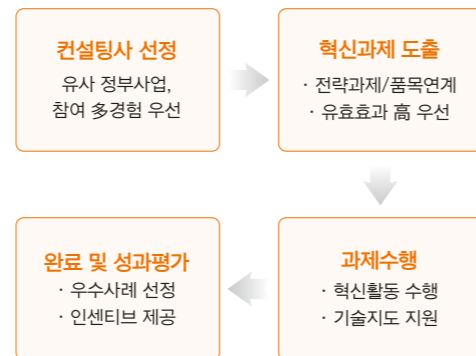 컨설팅사 선정
유사 정부사업,
참여 多경험 우선
혁신과제 도출
· 전략과제/품목연계
· 유효효과 高 우선
과제수행
· 혁신활동 수행
· 기술지도 지원
완료 및 성과평가
· 우수사례 선정
· 인센티브 제공